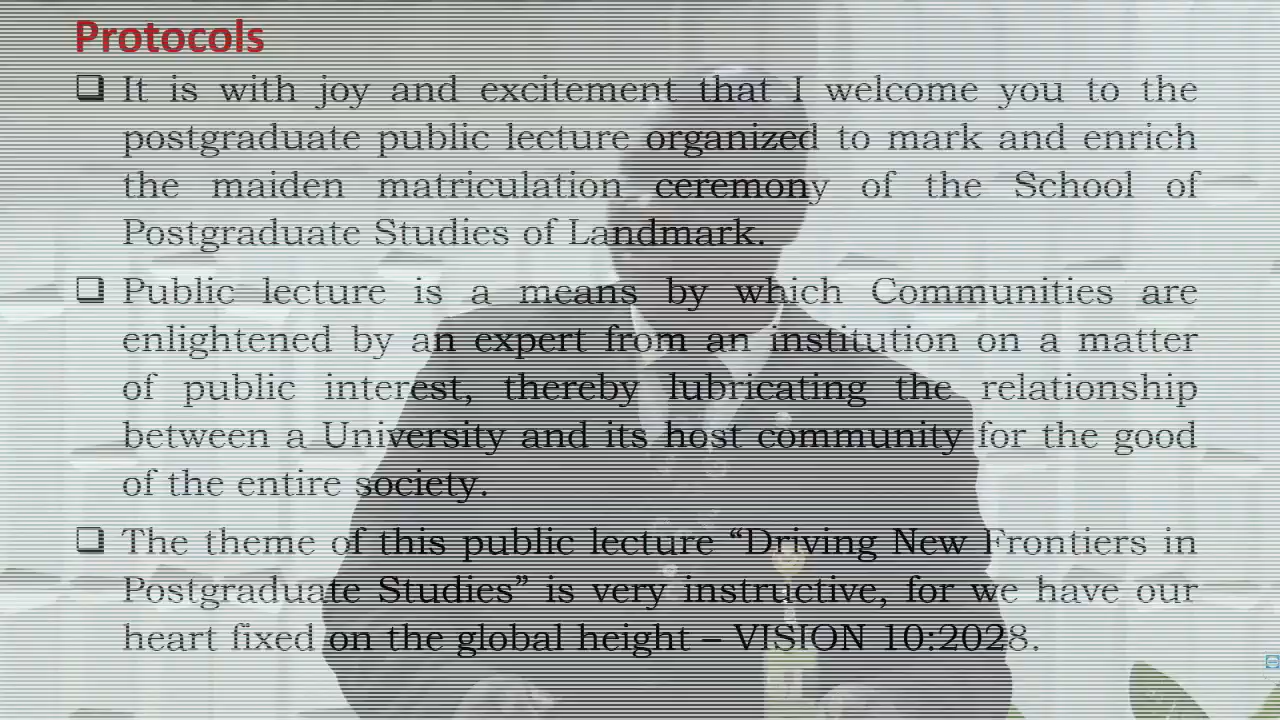 Protocols
❑ It is with joy and excitement that I welcome you to the
postgraduate public lecture organized to mark and enrich
the maiden matriculation ceremony of the School of
Postgraduate Studies of Landmark.
❑ Public lecture is a means by which Communities are
enlightened by an expert from an institution on a matter
of public interest, thereby lubricating the relationship
between a University and its host community for the good
of the entire society.
❑ The theme of this public lecture “Driving New Frontiers in
Postgraduate Studies” is very instructive, for we have our
heart fixed on the global height – VISION 10:2028.